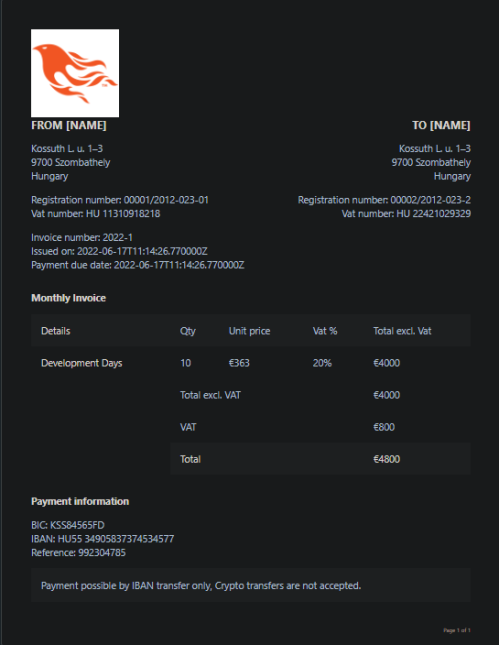 FROM [NAME]
TO [NAME]
Kossuth L. u. 1–3
9700 Szombathely
Hungary
Kossuth L. u. 1–3
9700 Szombathely
Hungary
Registration number: 00001/2012-023-01
Vat number: HU 11310918218
Registration number: 00002/2012-023-2
Vat number: HU 22421029329
Invoice number: 2022-1
Issued on: 2022-06-17T11:14:26.770000Z
Payment due date: 2022-06-17T11:14:26.770000Z
Monthly Invoice
Details Qty Unit price Vat % Total excl. Vat
Development Days 10 €363 20% €4000
Total excl. VAT €4000
VAT €800
Total €4800
Payment information
BIC: KSS84565FD
IBAN: HU55 34905837374534577
Reference: 992304785
Payment possible by IBAN transfer only, Crypto transfers are not accepted.
Page 1 of 1